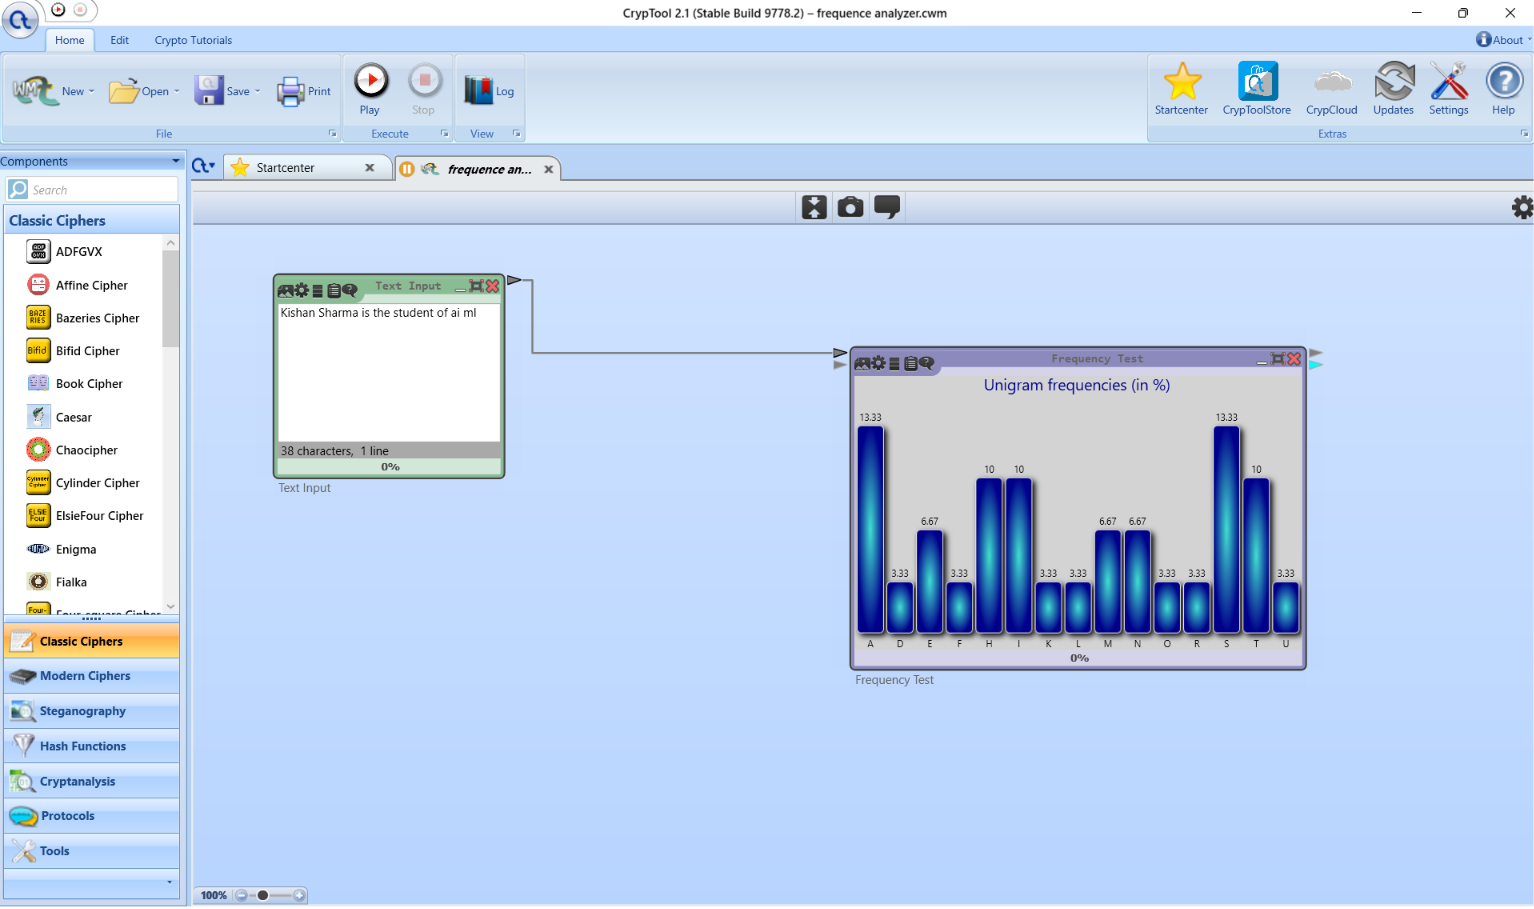 CrypTool 2.1 (Stable Build 9778.2) – frequence analyzer.cwm
Home Edit Crypto Tutorials About
New Open Save Print Play Stop Log Startcenter CrypToolStore CrypCloud Updates Settings Help
File Execute View Extras
Components
Startcenter
frequence an...
Search
Classic Ciphers
ADFGVX
Affine Cipher
Bazeries Cipher
Bifid Cipher
Book Cipher
Caesar
Chaocipher
Cylinder Cipher
ElsieFour Cipher
Enigma
Fialka
Four-square Cipher
Classic Ciphers
Modern Ciphers
Steganography
Hash Functions
Cryptanalysis
Protocols
Tools
Text Input
Kishan Sharma is the student of ai ml
38 characters, 1 line
0%
Text Input
Frequency Test
Unigram frequencies (in %)
13.33 3.33 6.67 3.33 10 10 3.33 3.33 6.67 6.67 3.33 3.33 13.33 10 3.33
A D E F H I K L M N O R S T U
0%
Frequency Test
100%